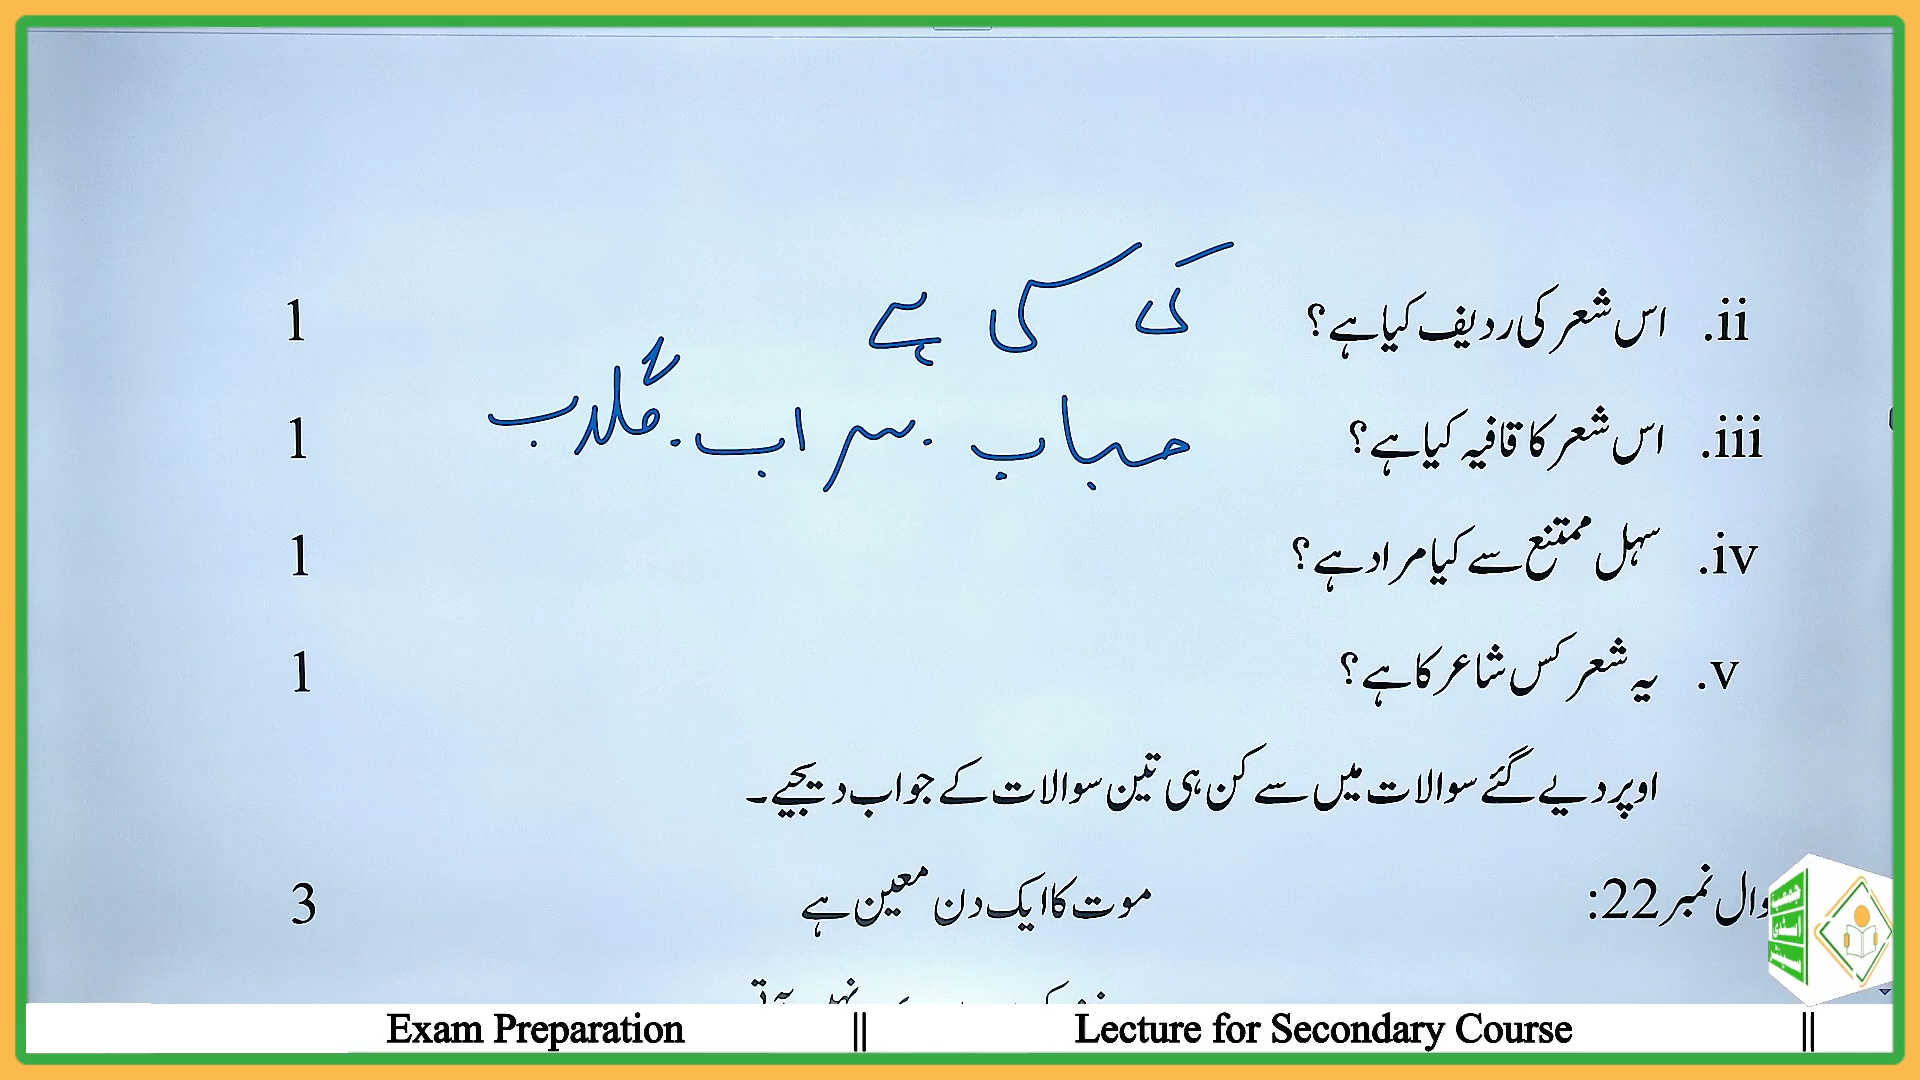 کی سی ہے
ii. اس شعر کی ردیف کیا ہے؟ 1
iii. اس شعر کا قافیہ کیا ہے؟ حباب . سراب . گلاب 1
iv. سہل ممتنع سے کیا مراد ہے؟ 1
v. یہ شعر کس شاعر کا ہے؟ 1
اوپر دیے گئے سوالات میں سے کن ہی تین سوالات کے جواب دیجیے۔
وال نمبر 22: موت کا ایک دن معین ہے 3
Exam Preparation || Lecture for Secondary Course ||